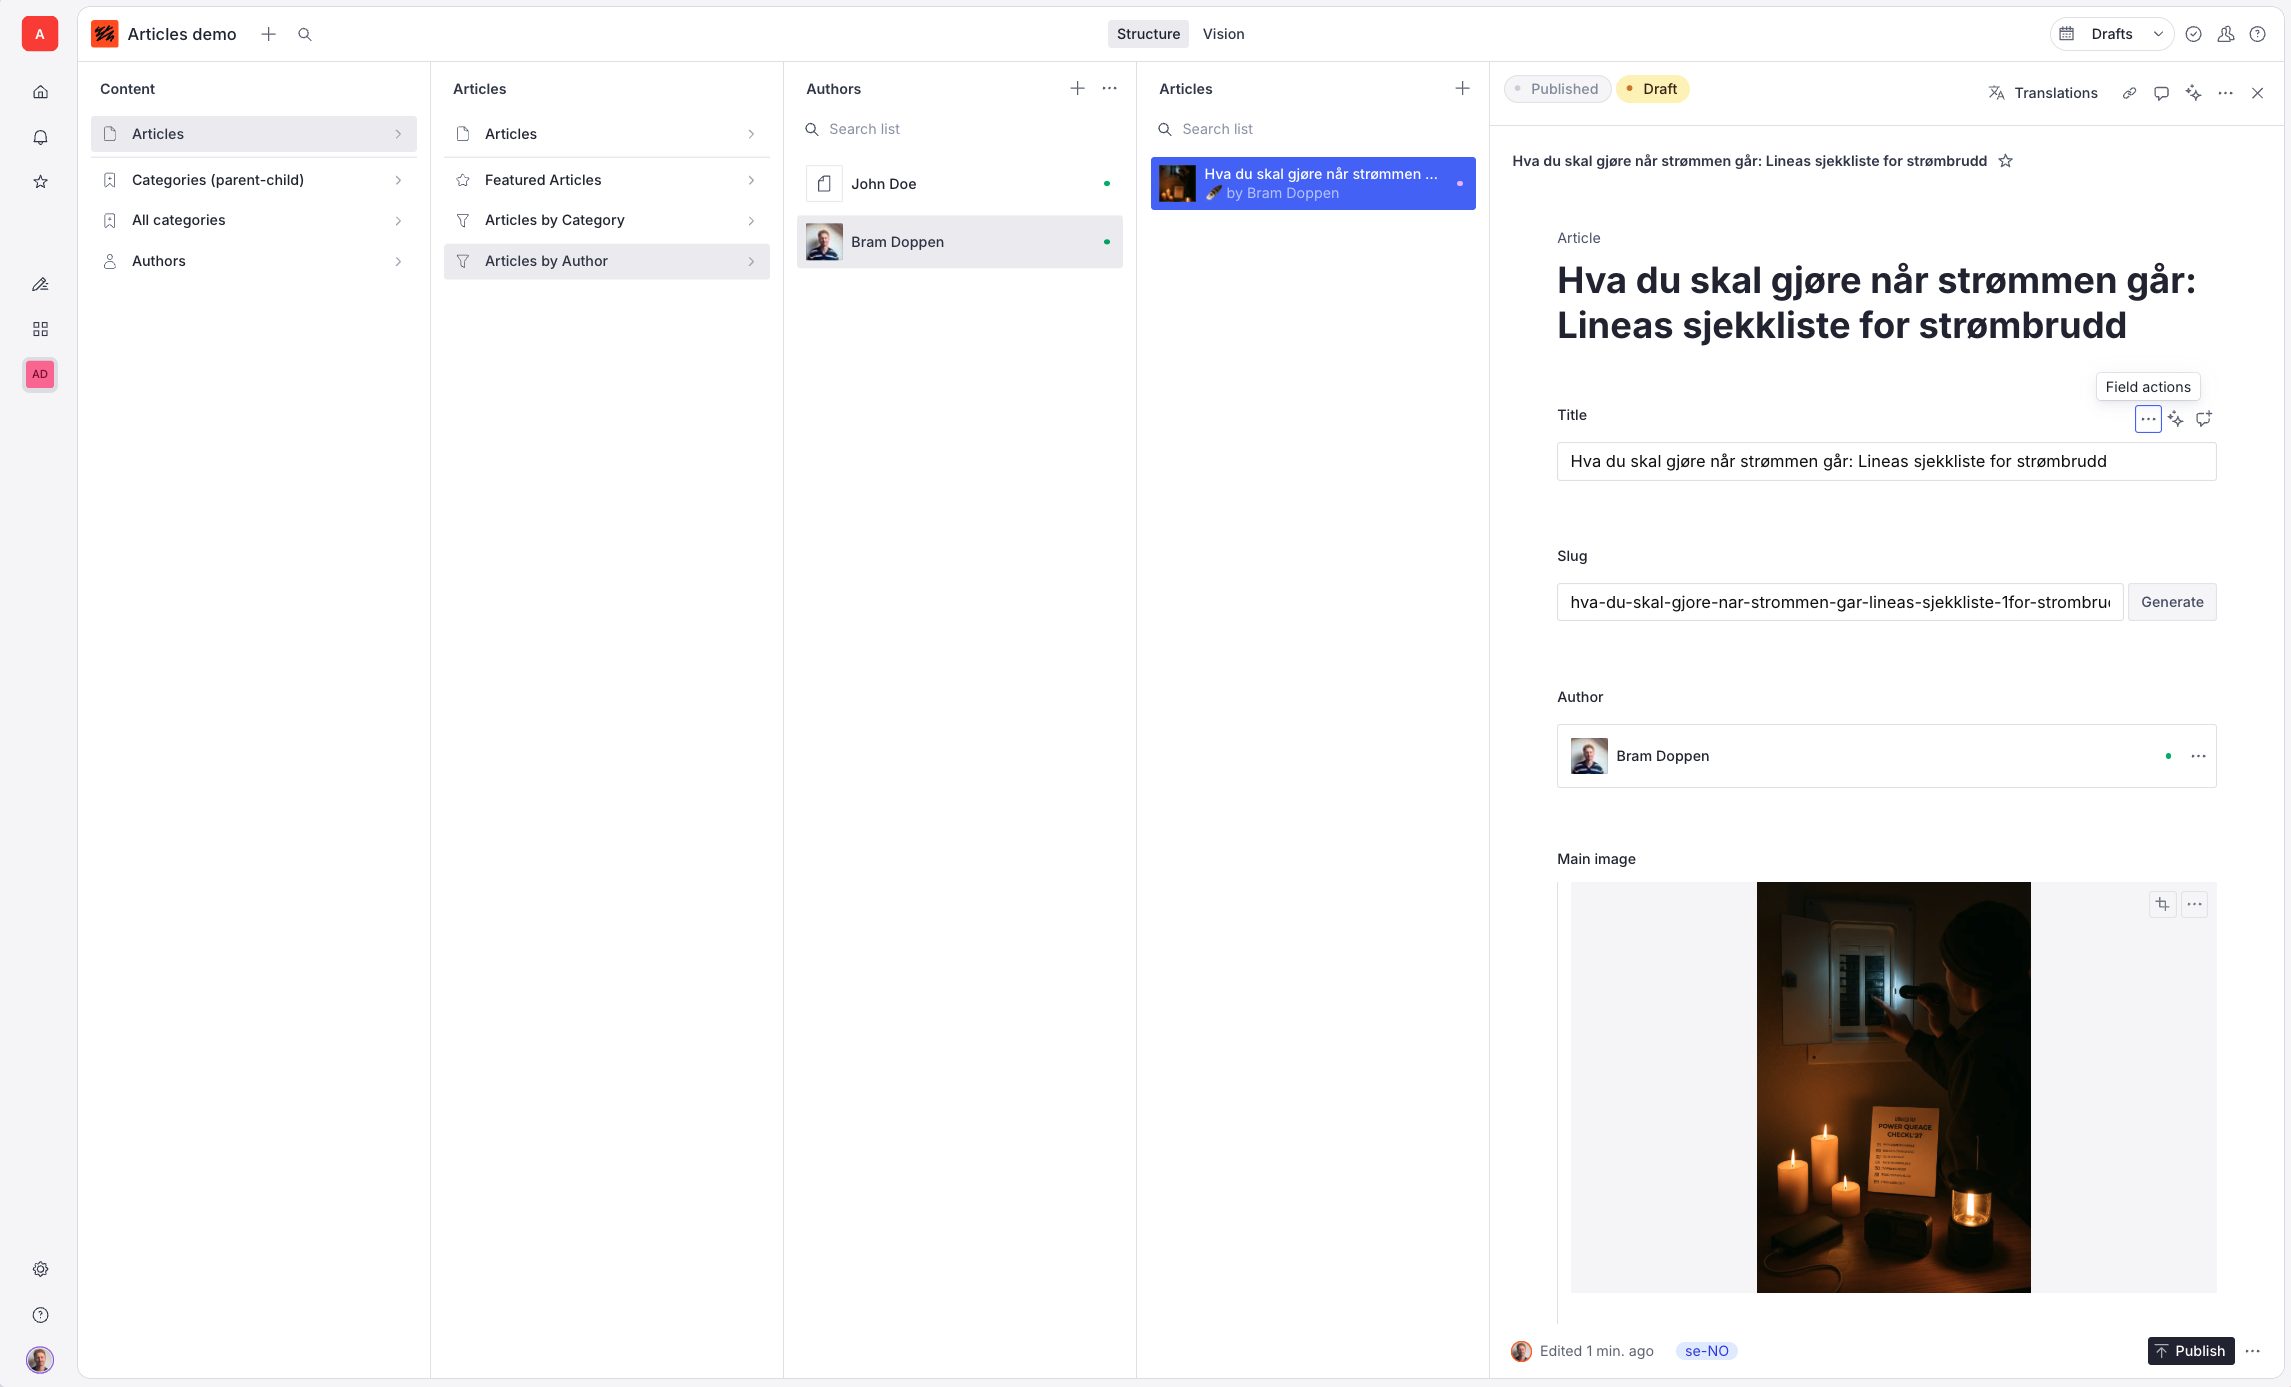 A
Articles demo
Structure
Vision
Drafts
AD
Content
Articles
Categories (parent-child)
All categories
Authors
Articles
Articles
Featured Articles
Articles by Category
Articles by Author
Authors
Search list
John Doe
Bram Doppen
Articles
Search list
Hva du skal gjøre når strømmen ...
by Bram Doppen
Published
Draft
Translations
Hva du skal gjøre når strømmen går: Lineas sjekkliste for strømbrudd
Article
Hva du skal gjøre når strømmen går:
Lineas sjekkliste for strømbrudd
Field actions
Title
Hva du skal gjøre når strømmen går: Lineas sjekkliste for strømbrudd
Slug
hva-du-skal-gjore-nar-strommen-gar-lineas-sjekkliste-1for-strombru
Generate
Author
Bram Doppen
Main image
POWER QUEAGE
Edited 1 min. ago
se-NO
Publish